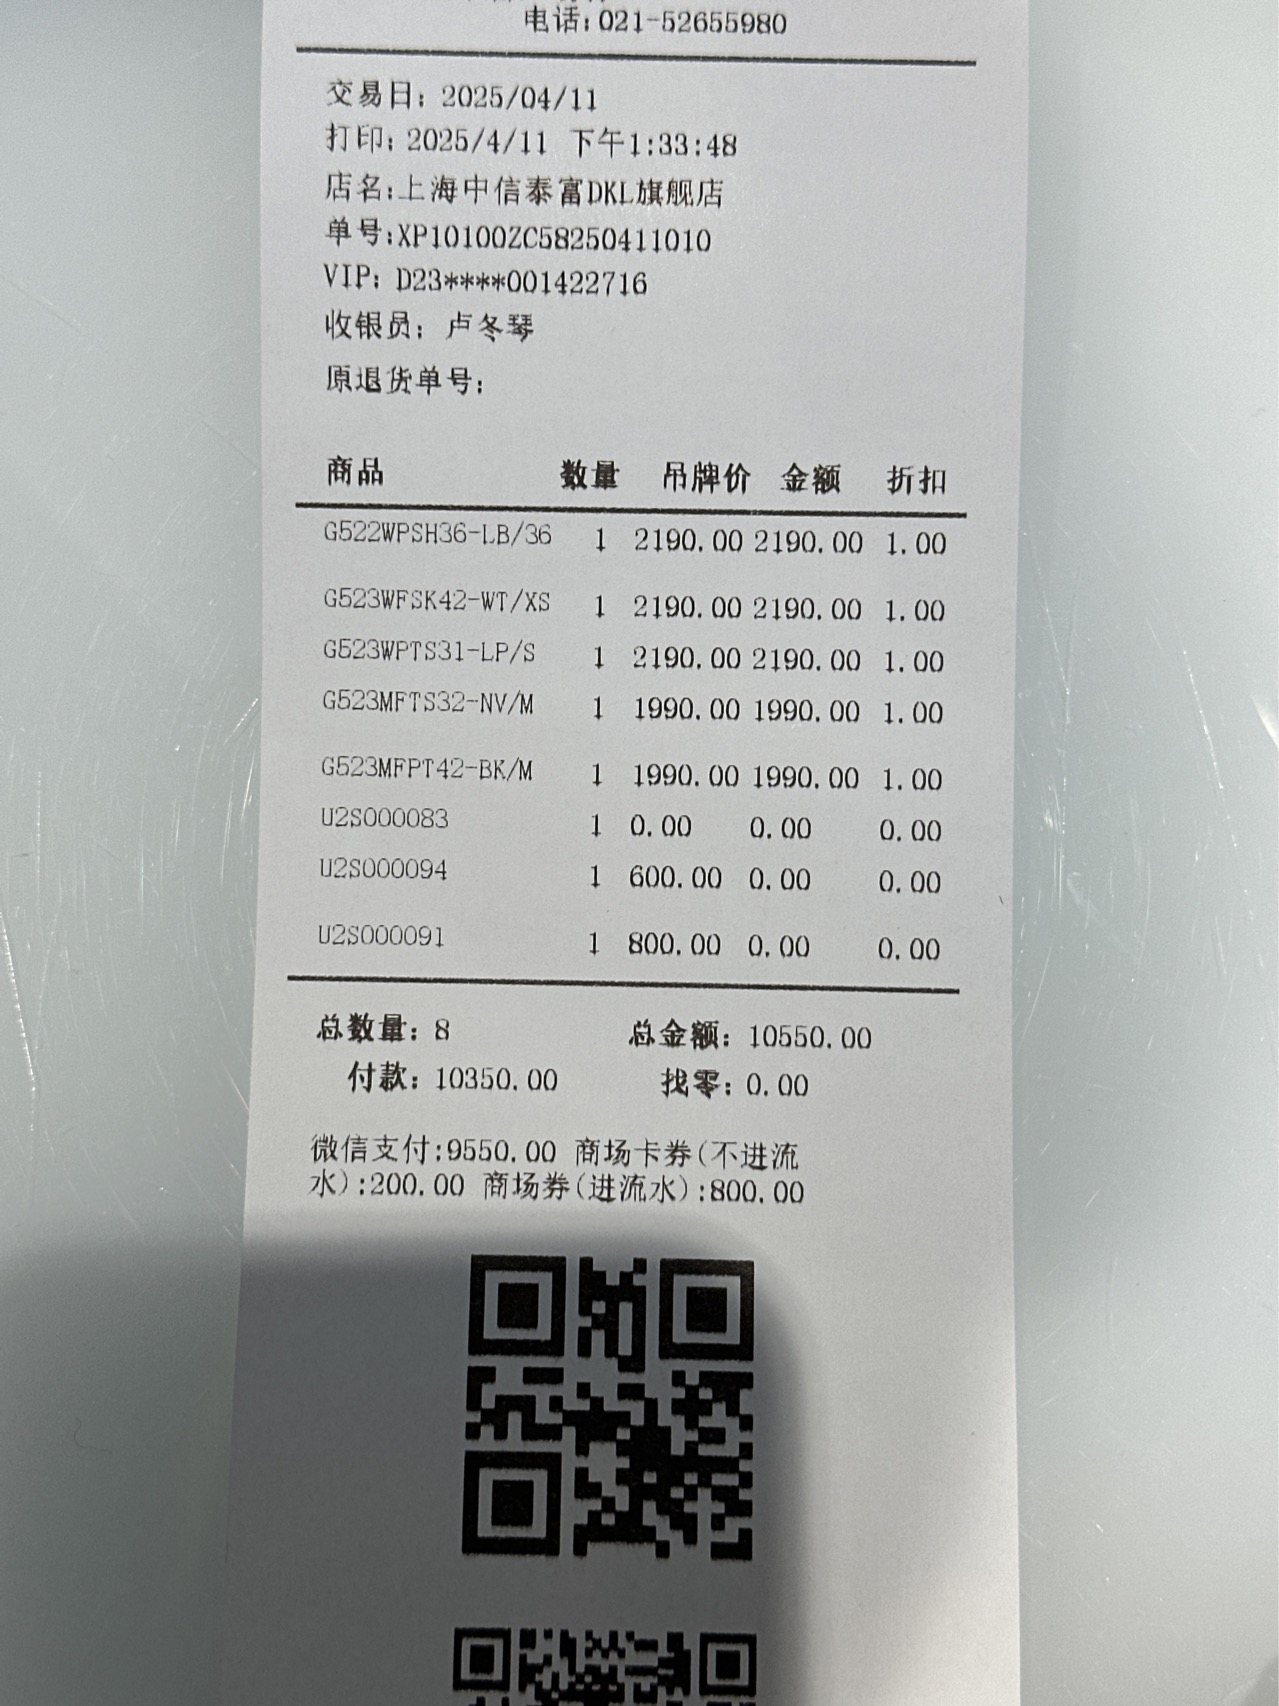 电话:021-52655980
交易日: 2025/04/11
打印: 2025/4/11 下午1:33:48
店名:上海中信泰富DKL旗舰店
单号:XP10100ZC58250411010
VIP: D23****001422716
收银员: 卢冬琴
原退货单号:
商品 数量 吊牌价 金额 折扣
G522WPSH36-LB/36 1 2190.00 2190.00 1.00
G523WFSK42-WT/XS 1 2190.00 2190.00 1.00
G523WPTS31-LP/S 1 2190.00 2190.00 1.00
G523MFTS32-NV/M 1 1990.00 1990.00 1.00
G523MFPT42-BK/M 1 1990.00 1990.00 1.00
U2S000083 1 0.00 0.00 0.00
U2S000094 1 600.00 0.00 0.00
U2S000091 1 800.00 0.00 0.00
总数量: 8 总金额: 10550.00
付款: 10350.00 找零: 0.00
微信支付:9550.00 商场卡券(不进流
水):200.00 商场券(进流水):800.00